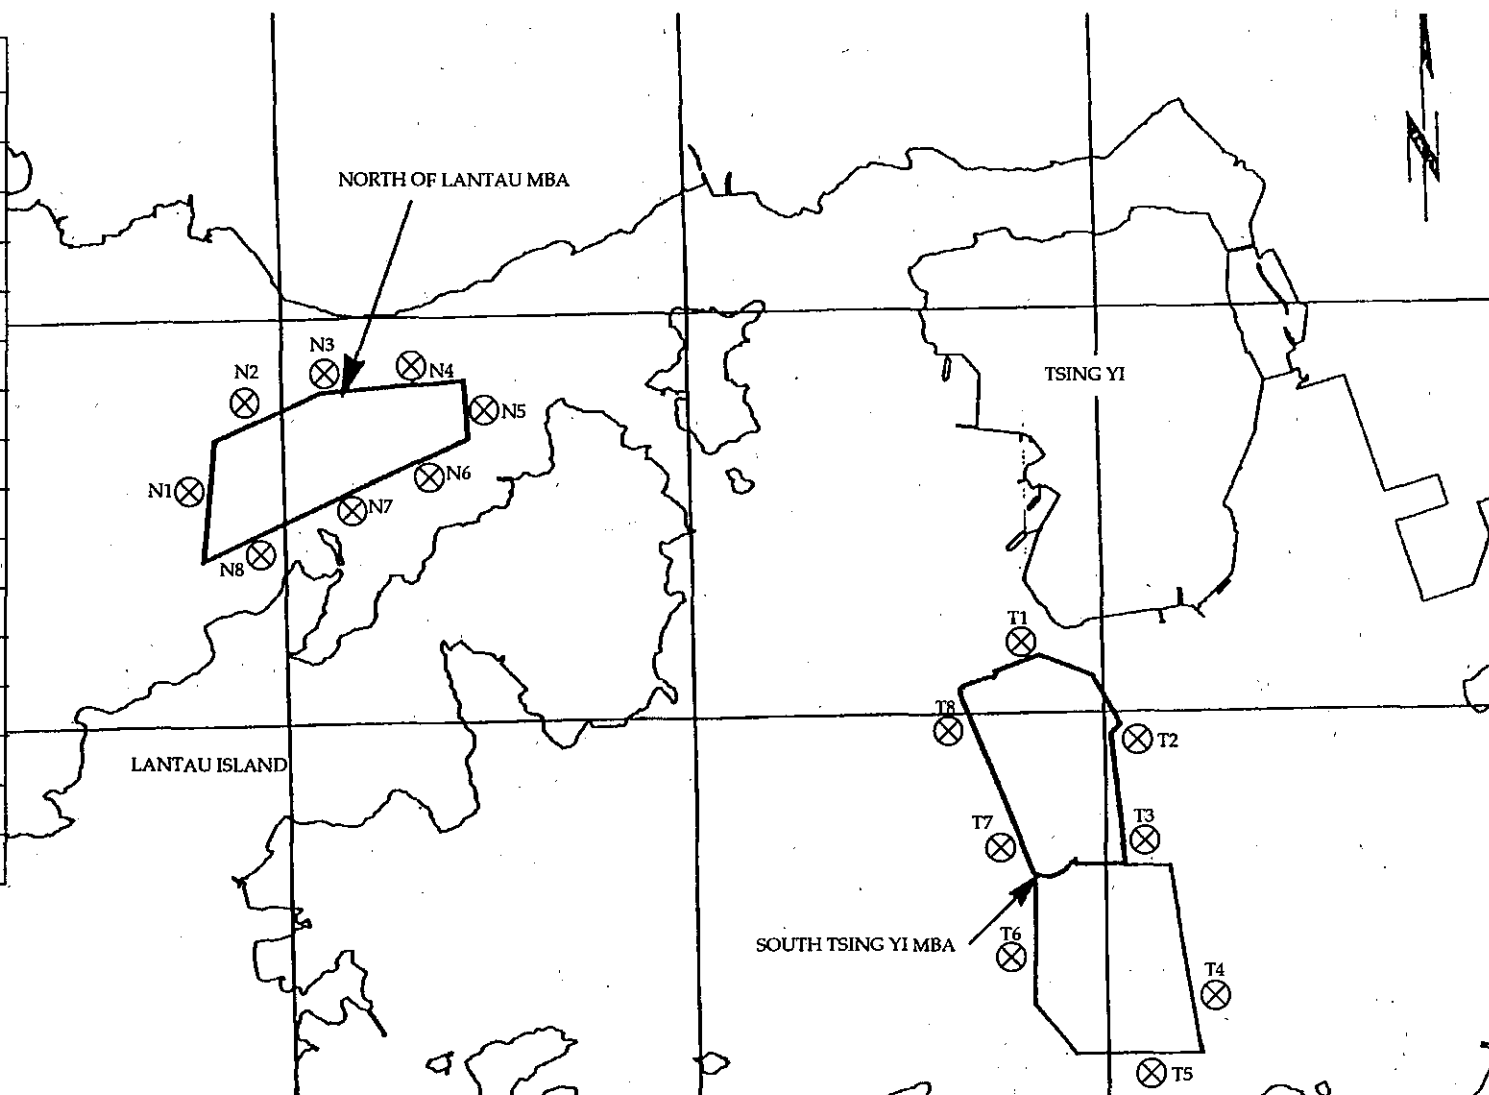 N
NORTH OF LANTAU MBA
N3
N2
N4
TSING YI
N5
N6
N1
N7
N8
T1
T8
T2
LANTAU ISLAND
T3
T7
T6
SOUTH TSING YI MBA
T4
T5